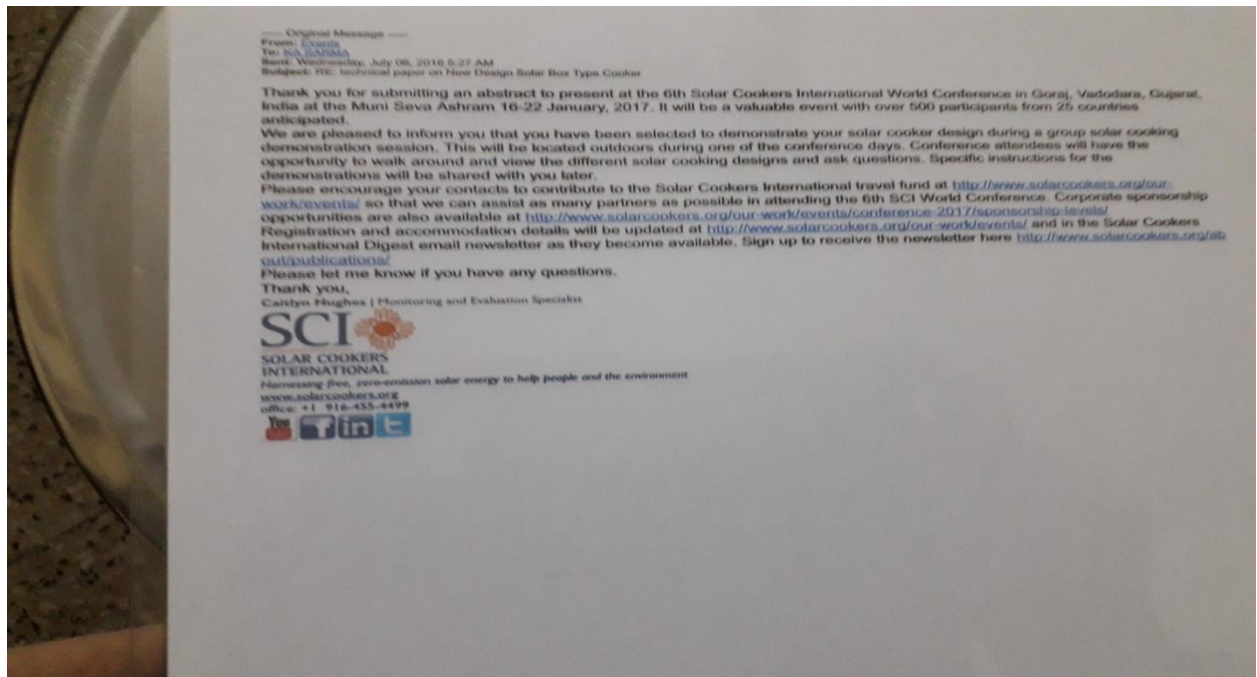 ----- Original Message -----
From: Events
To: KA SARMA
Sent: Wednesday, July 06, 2016 5:27 AM
Subject: RE: technical paper on New Design Solar Box Type Cooker
Thank you for submitting an abstract to present at the 6th Solar Cookers International World Conference in Goraj, Vadodara, Gujarat,
India at the Muni Seva Ashram 16-22 January, 2017. It will be a valuable event with over 500 participants from 25 countries
anticipated.
We are pleased to inform you that you have been selected to demonstrate your solar cooker design during a group solar cooking
demonstration session. This will be located outdoors during one of the conference days. Conference attendees will have the
opportunity to walk around and view the different solar cooking designs and ask questions. Specific instructions for the
demonstrations will be shared with you later.
Please encourage your contacts to contribute to the Solar Cookers International travel fund at http://www.solarcookers.org/our-
work/events/ so that we can assist as many partners as possible in attending the 6th SCI World Conference. Corporate sponsorship
opportunities are also available at http://www.solarcookers.org/our-work/events/conference-2017/sponsorship-levels/
Registration and accommodation details will be updated at http://www.solarcookers.org/our-work/events/ and in the Solar Cookers
International Digest email newsletter as they become available. Sign up to receive the newsletter here http://www.solarcookers.org/ab
out/publications/
Please let me know if you have any questions.
Thank you,
Caitlyn Hughes | Monitoring and Evaluation Specialist
SCI
SOLAR COOKERS
INTERNATIONAL
Harnessing free, zero-emission solar energy to help people and the environment
www.solarcookers.org
office: +1 916-455-4499
You f in t